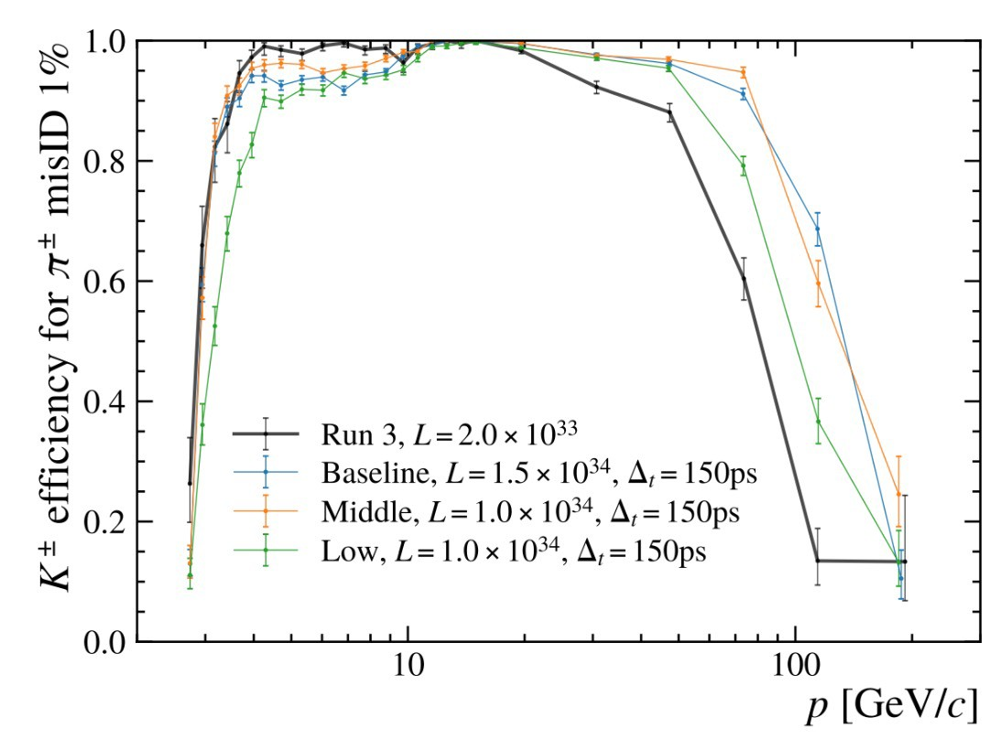 K± efficiency for π± misID 1%
1.0
0.8
0.6
0.4
0.2
0.0
Run 3, L = 2.0 × 10³³
Baseline, L = 1.5 × 10³⁴, Δₜ = 150ps
Middle, L = 1.0 × 10³⁴, Δₜ = 150ps
Low, L = 1.0 × 10³⁴, Δₜ = 150ps
10
100
p [GeV/c]